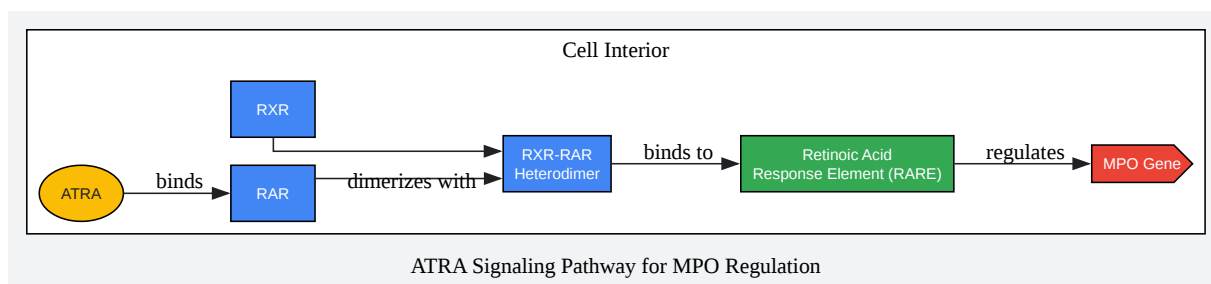 Cell Interior
RXR
ATRA
binds
RAR
dimerizes with
RXR-RAR
Heterodimer
binds to
Retinoic Acid
Response Element (RARE)
regulates
MPO Gene
ATRA Signaling Pathway for MPO Regulation